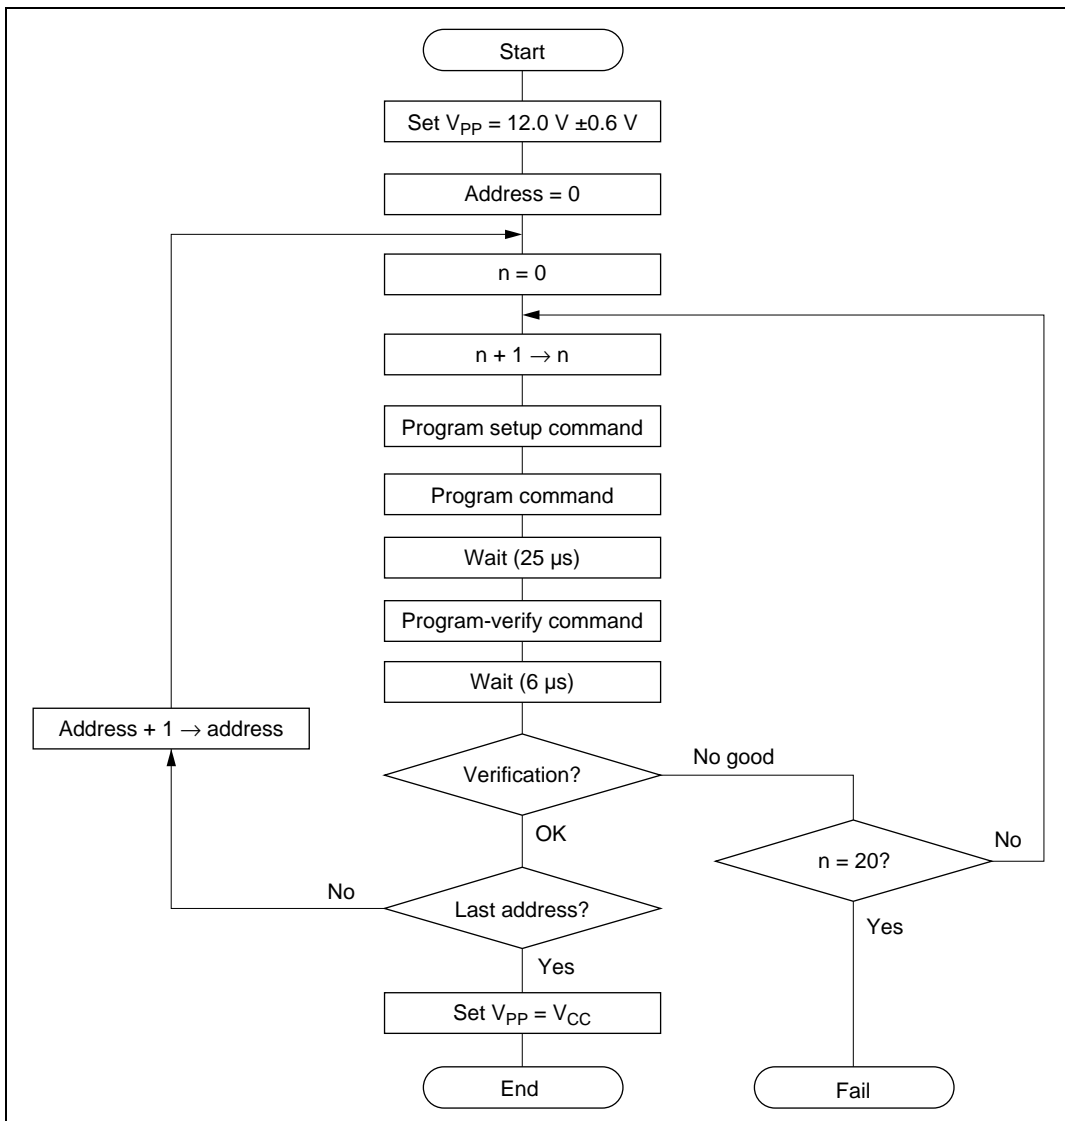 Start
Set VPP = 12.0 V ±0.6 V
Address = 0
n = 0
n + 1 → n
Program setup command
Program command
Wait (25 µs)
Program-verify command
Wait (6 µs)
Address + 1 → address
Verification?
No good
OK
n = 20?
No
No
Last address?
Yes
Yes
Set VPP = VCC
End
Fail